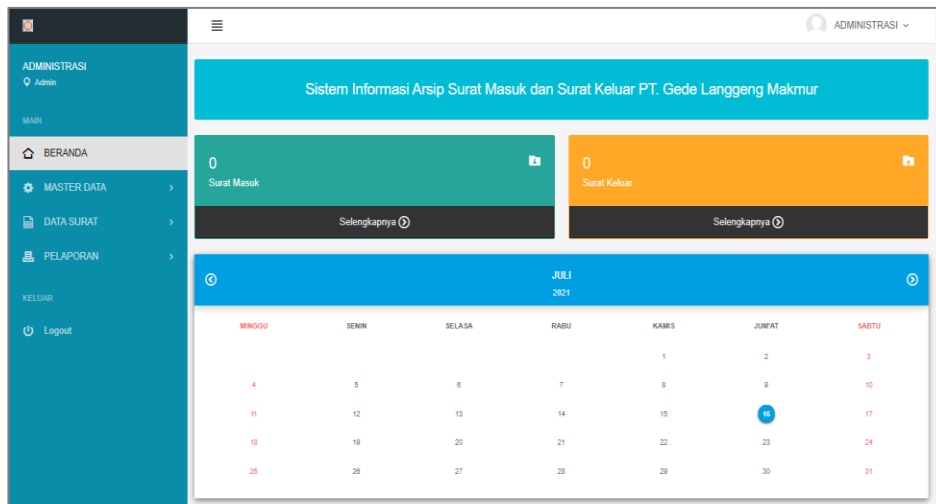 ADMINISTRASI
ADMINISTRASI
Admin
MAIN
BERANDA
MASTER DATA
DATA SURAT
PELAPORAN
KELUAR
Logout
Sistem Informasi Arsip Surat Masuk dan Surat Keluar PT. Gede Langgeng Makmur
0
Surat Masuk
Selengkapnya
0
Surat Keluar
Selengkapnya
JULI
2021
MINGGU SENIN SELASA RABU KAMIS JUM'AT SABTU
1 2 3
4 5 6 7 8 9 10
11 12 13 14 15 16 17
18 19 20 21 22 23 24
25 26 27 28 29 30 31